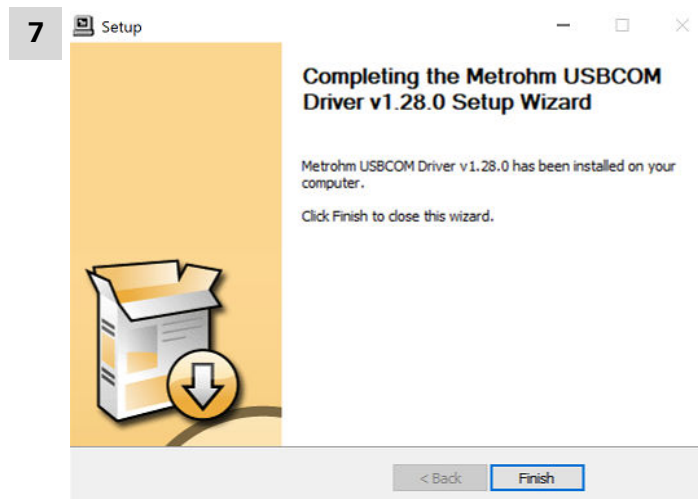 7
Setup
Completing the Metrohm USBCOM
Driver v1.28.0 Setup Wizard
Metrohm USBCOM Driver v1.28.0 has been installed on your
computer.
Click Finish to close this wizard.
< Back
Finish